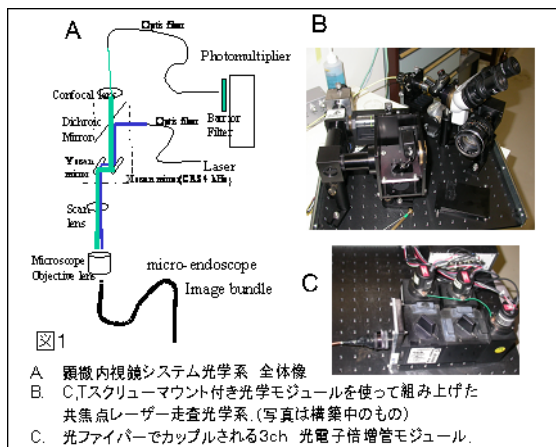 A
B
Optic fiber
Photomultiplier
Confocal lens
Optic fiber
Dichroic
Mirror
Barrior
Filter
Laser
Y-scan
mirror
X-scan mirror(CRS 4 kHz)
Scan
lens
Microscope
Objective lens
micro-endoscope
Image bundle
C
図1
A. 顕微内視鏡システム光学系 全体像
B. C,Tスクリューマウント付き光学モジュールを使って組み上げた
共焦点レーザー走査光学系.(写真は構築中のもの)
C. 光ファイバーでカップルされる3ch 光電子倍増管モジュール.